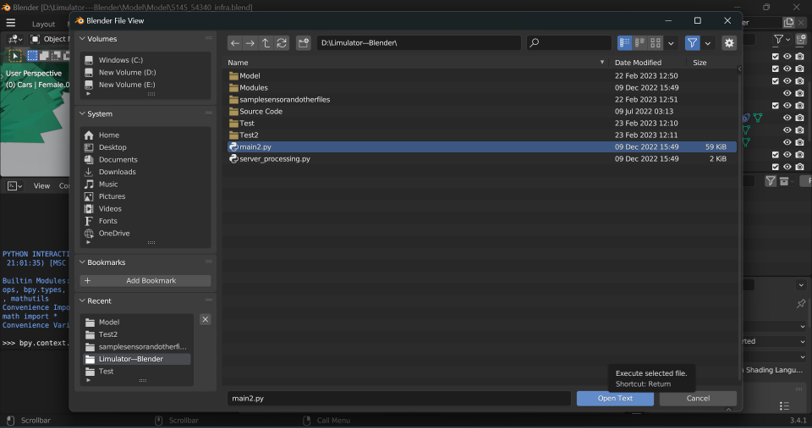 Blender [D:\Limulator—Blender\Model\Model\5145_54340_infra.blend]
Layout
Object
User Perspective
(0) Cars | Female.0
View
Con
PYTHON INTERACTI
21:01:35) [MSC
Builtin Modules:
ops, bpy.types,
, mathutils
Convenience Impo
math import *
Convenience Vari
>>> bpy.context.
Scrollbar
Scrollbar
Call Menu
3.4.1
Blender File View
Volumes
Windows (C:)
New Volume (D:)
New Volume (E:)
System
Home
Desktop
Documents
Downloads
Music
Pictures
Videos
Fonts
OneDrive
Bookmarks
Add Bookmark
Recent
Model
Test2
samplesensorandotherfi...
Limulator—Blender
Test
D:\Limulator—Blender\
Name Date Modified Size
Model 22 Feb 2023 12:50
Modules 09 Dec 2022 15:49
samplesensorandotherfiles 22 Feb 2023 12:51
Source Code 09 Jul 2022 03:13
Test 23 Feb 2023 12:10
Test2 23 Feb 2023 12:11
main2.py 09 Dec 2022 15:49 59 KiB
server_processing.py 09 Dec 2022 15:49 2 KiB
Execute selected file.
Shortcut: Return
main2.py
Open Text
Cancel
der
rted
Shading Langu...